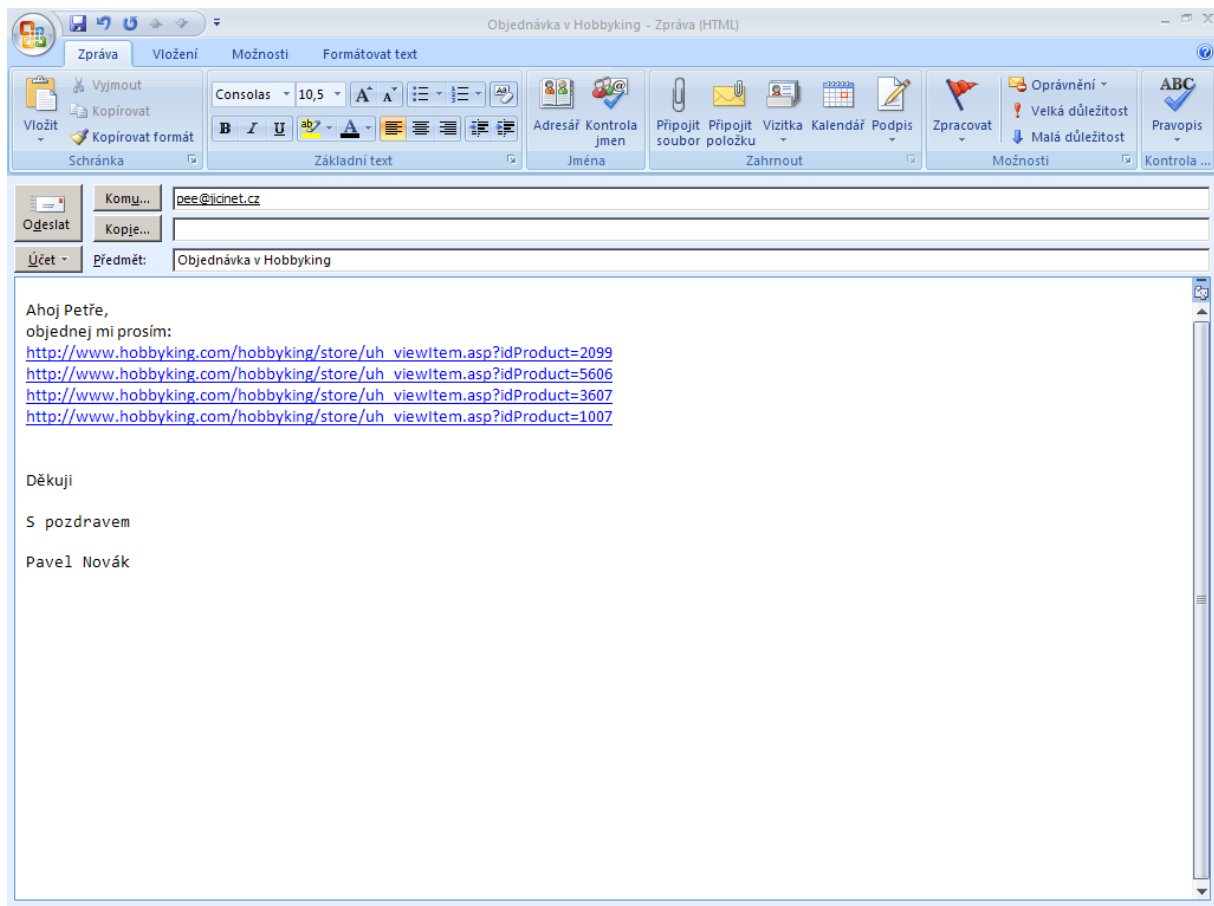 Objednávka v Hobbyking - Zpráva (HTML)
Zpráva Vložení Možnosti Formátovat text
Vložit
Vyjmout
Kopírovat
Kopírovat formát
Schránka
Consolas 10,5
B I U
Základní text
Adresář
Kontrola jmen
Jména
Připojit soubor
Připojit položku
Vizitka
Kalendář
Podpis
Zahrnout
Zpracovat
Oprávnění
Velká důležitost
Malá důležitost
Možnosti
ABC
Pravopis
Kontrola ...
Odeslat
Komu... pee@jicinet.cz
Kopie...
Účet Předmět: Objednávka v Hobbyking
Ahoj Petře,
objednej mi prosím:
http://www.hobbyking.com/hobbyking/store/uh_viewItem.asp?idProduct=2099
http://www.hobbyking.com/hobbyking/store/uh_viewItem.asp?idProduct=5606
http://www.hobbyking.com/hobbyking/store/uh_viewItem.asp?idProduct=3607
http://www.hobbyking.com/hobbyking/store/uh_viewItem.asp?idProduct=1007
Děkuji
S pozdravem
Pavel Novák